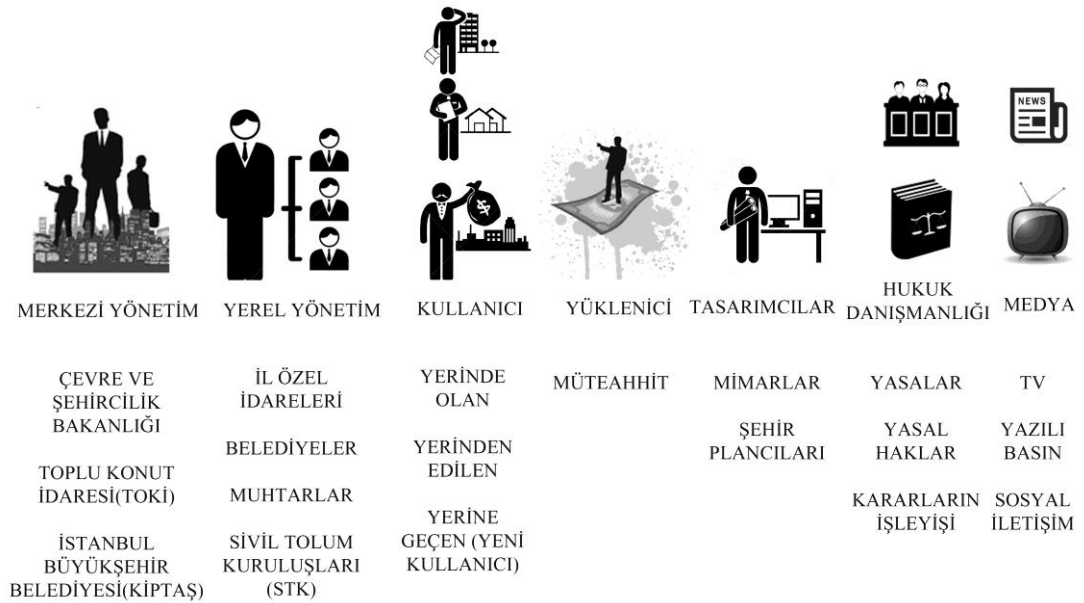 NEWS
MERKEZİ YÖNETİM
YEREL YÖNETİM
KULLANICI
YÜKLENİCİ
TASARIMCILAR
HUKUK
DANIŞMANLIĞI
MEDYA
ÇEVRE VE
ŞEHİRCİLİK
BAKANLIĞI
TOPLU KONUT
İDARESİ(TOKİ)
İSTANBUL
BÜYÜKŞEHİR
BELEDİYESİ(KİPTAŞ)
İL ÖZEL
İDARELERİ
BELEDİYELER
MUHTARLAR
SİVİL TOLUM
KURULUŞLARI
(STK)
YERİNDE
OLAN
YERİNDEN
EDİLEN
YERİNE
GEÇEN (YENİ
KULLANICI)
MÜTEAHHİT
MİMARLAR
ŞEHİR
PLANCILARI
YASALAR
YASAL
HAKLAR
KARARLARIN
İŞLEYİŞİ
TV
YAZILI
BASIN
SOSYAL
İLETİŞİM